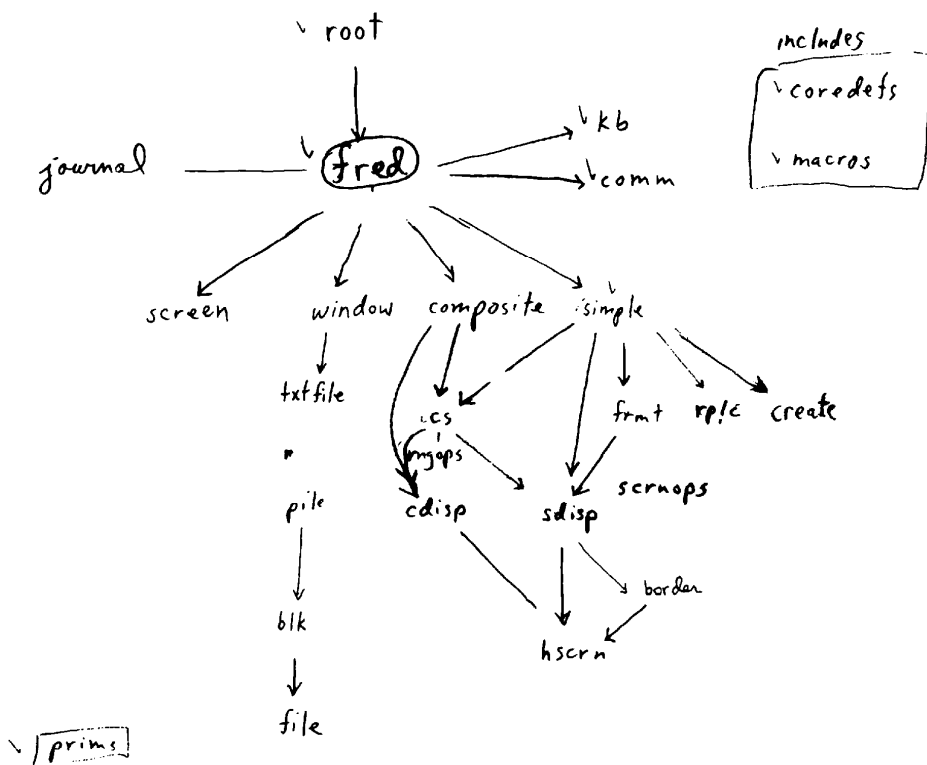 root
includes
coredefs
kb
macros
journal
fred
comm
screen
window
composite
simple
txtfile
cs
frmt
create
mgops
scrnops
pile
cdisp
sdisp
border
blk
hscrn
file
prims